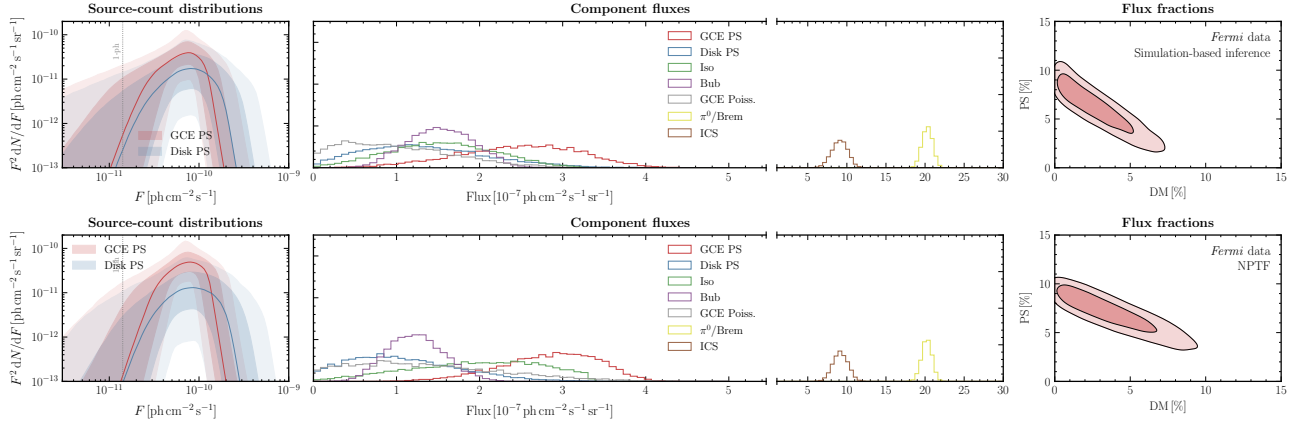 Source-count distributions
Component fluxes
Flux fractions
F² dN/dF [ph cm⁻² s⁻¹ sr⁻¹]
10⁻¹⁰
10⁻¹¹
10⁻¹²
10⁻¹³
1-ph
GCE PS
Disk PS
10⁻¹¹ 10⁻¹⁰ 10⁻⁹
F [ph cm⁻² s⁻¹]
GCE PS
Disk PS
Iso
Bub
GCE Poiss.
π⁰/Brem
ICS
0 1 2 3 4 5
5 10 15 20 25 30
Flux [10⁻⁷ ph cm⁻² s⁻¹ sr⁻¹]
Fermi data
Simulation-based inference
PS [%]
15
10
5
0
0 5 10 15
DM [%]
Source-count distributions
Component fluxes
Flux fractions
F² dN/dF [ph cm⁻² s⁻¹ sr⁻¹]
10⁻¹⁰
10⁻¹¹
10⁻¹²
10⁻¹³
GCE PS
Disk PS
10⁻¹¹ 10⁻¹⁰ 10⁻⁹
F [ph cm⁻² s⁻¹]
GCE PS
Disk PS
Iso
Bub
GCE Poiss.
π⁰/Brem
ICS
0 1 2 3 4 5
5 10 15 20 25 30
Flux [10⁻⁷ ph cm⁻² s⁻¹ sr⁻¹]
Fermi data
NPTF
PS [%]
15
10
5
0
0 5 10 15
DM [%]